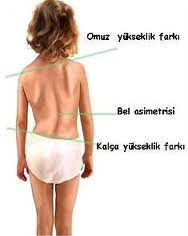 Omuz yükseklik farkı
Bel asimetrisi
Kalça yükseklik farkı